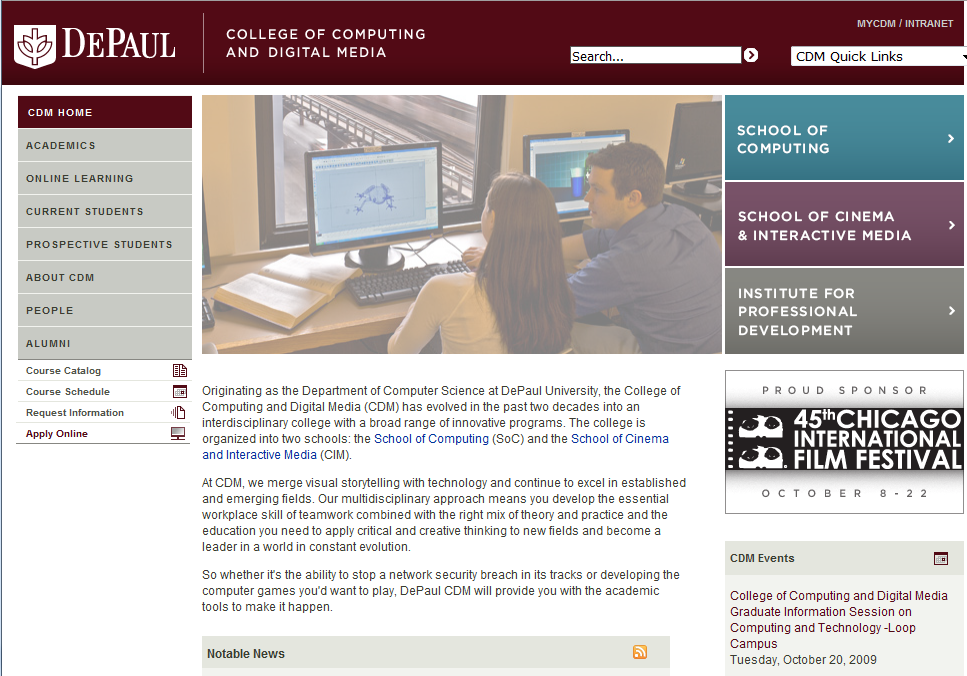 DEPAUL
COLLEGE OF COMPUTING
AND DIGITAL MEDIA
MYCDM / INTRANET
Search...
CDM Quick Links
CDM HOME
ACADEMICS
ONLINE LEARNING
CURRENT STUDENTS
PROSPECTIVE STUDENTS
ABOUT CDM
PEOPLE
ALUMNI
Course Catalog
Course Schedule
Request Information
Apply Online
SCHOOL OF
COMPUTING
SCHOOL OF CINEMA
& INTERACTIVE MEDIA
INSTITUTE FOR
PROFESSIONAL
DEVELOPMENT
Originating as the Department of Computer Science at DePaul University, the College of
Computing and Digital Media (CDM) has evolved in the past two decades into an
interdisciplinary college with a broad range of innovative programs. The college is
organized into two schools: the School of Computing (SoC) and the School of Cinema
and Interactive Media (CIM).
At CDM, we merge visual storytelling with technology and continue to excel in established
and emerging fields. Our multidisciplinary approach means you develop the essential
workplace skill of teamwork combined with the right mix of theory and practice and the
education you need to apply critical and creative thinking to new fields and become a
leader in a world in constant evolution.
So whether it's the ability to stop a network security breach in its tracks or developing the
computer games you'd want to play, DePaul CDM will provide you with the academic
tools to make it happen.
Notable News
PROUD SPONSOR
45th CHICAGO
INTERNATIONAL
FILM FESTIVAL
OCTOBER 8-22
CDM Events
College of Computing and Digital Media
Graduate Information Session on
Computing and Technology -Loop
Campus
Tuesday, October 20, 2009